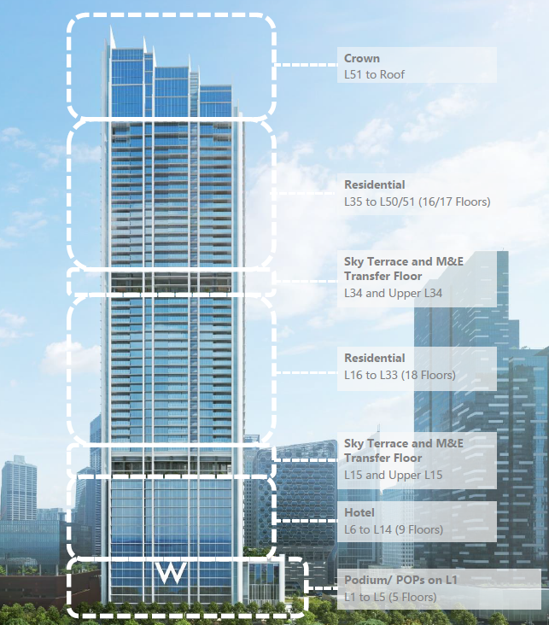 Crown
L51 to Roof
Residential
L35 to L50/51 (16/17 Floors)
Sky Terrace and M&E
Transfer Floor
L34 and Upper L34
Residential
L16 to L33 (18 Floors)
Sky Terrace and M&E
Transfer Floor
L15 and Upper L15
Hotel
L6 to L14 (9 Floors)
W
Podium/ POPs on L1
L1 to L5 (5 Floors)